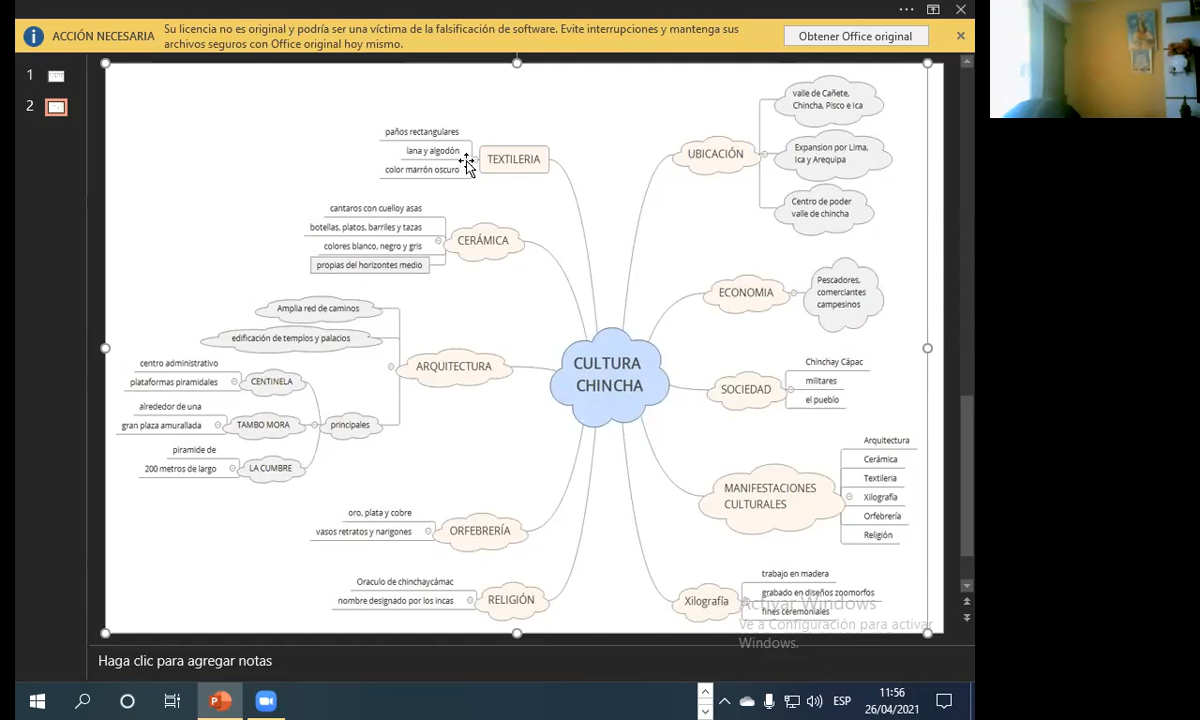 ACCIÓN NECESARIA
Su licencia no es original y podría ser una víctima de la falsificación de software. Evite interrupciones y mantenga sus
archivos seguros con Office original hoy mismo.
Obtener Office original
1
2
paños rectangulares
lana y algodón
color marrón oscuro
TEXTILERIA
cantaros con cuelloy asas
botellas, platos, barriles y tazas
colores blanco, negro y gris
propias del horizontes medio
CERÁMICA
Amplia red de caminos
edificación de templos y palacios
ARQUITECTURA
principales
centro administrativo
plataformas piramidales
CENTINELA
alrededor de una
gran plaza amurallada
TAMBO MORA
piramide de
200 metros de largo
LA CUMBRE
oro, plata y cobre
vasos retratos y narigones
ORFEBRERÍA
Oraculo de chinchaycámac
nombre designado por los incas
RELIGIÓN
CULTURA
CHINCHA
UBICACIÓN
valle de Cañete,
Chincha, Pisco e Ica
Expansion por Lima,
Ica y Arequipa
Centro de poder
valle de chincha
ECONOMIA
Pescadores,
comerciantes
campesinos
SOCIEDAD
Chinchay Cápac
militares
el pueblo
MANIFESTACIONES
CULTURALES
Arquitectura
Cerámica
Textileria
Xilografía
Orfebrería
Religión
Xilografía
trabajo en madera
grabado en diseños zoomorfos
fines ceremoniales
Activar Windows
Ve a Configuración para activar
Windows.
Haga clic para agregar notas
ESP
11:56
26/04/2021